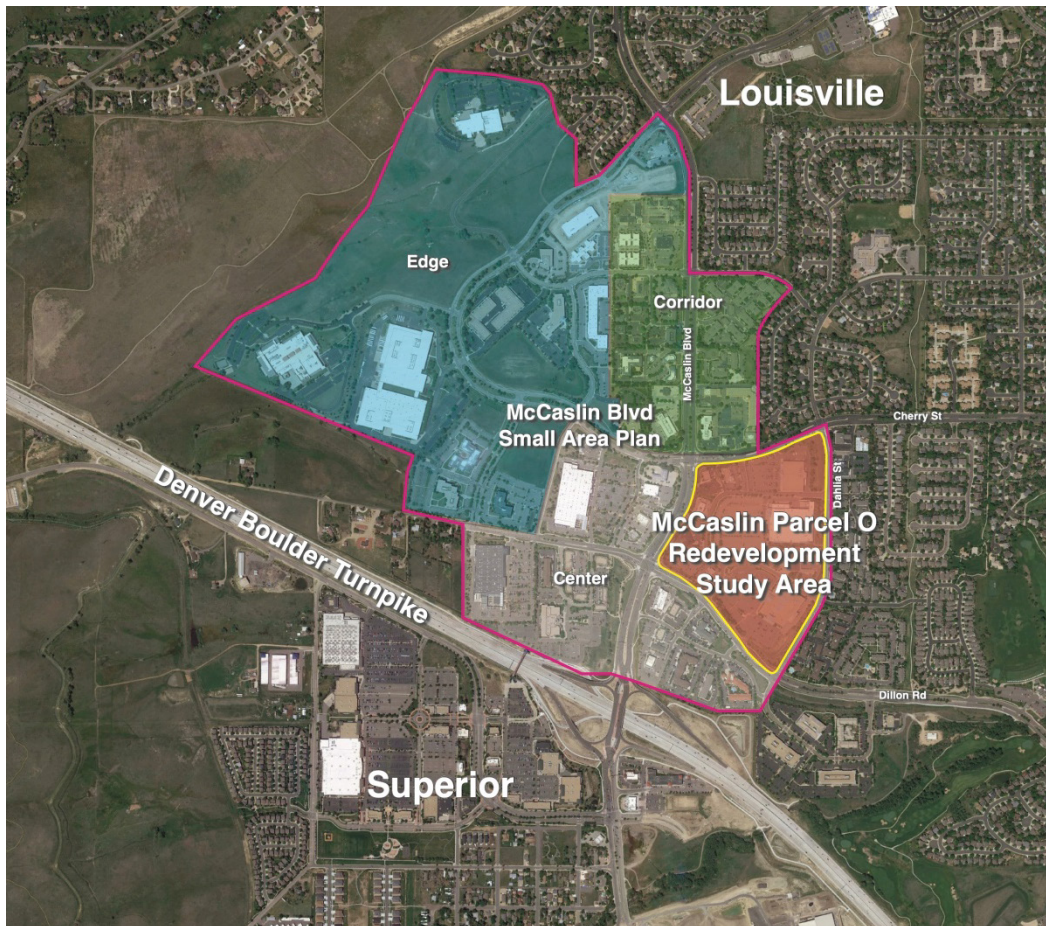 Louisville
Edge
Corridor
McCaslin Blvd
McCaslin Blvd
Small Area Plan
Cherry St
Dahlia St
Denver Boulder Turnpike
McCaslin Parcel O
Redevelopment
Study Area
Center
Dillon Rd
Superior